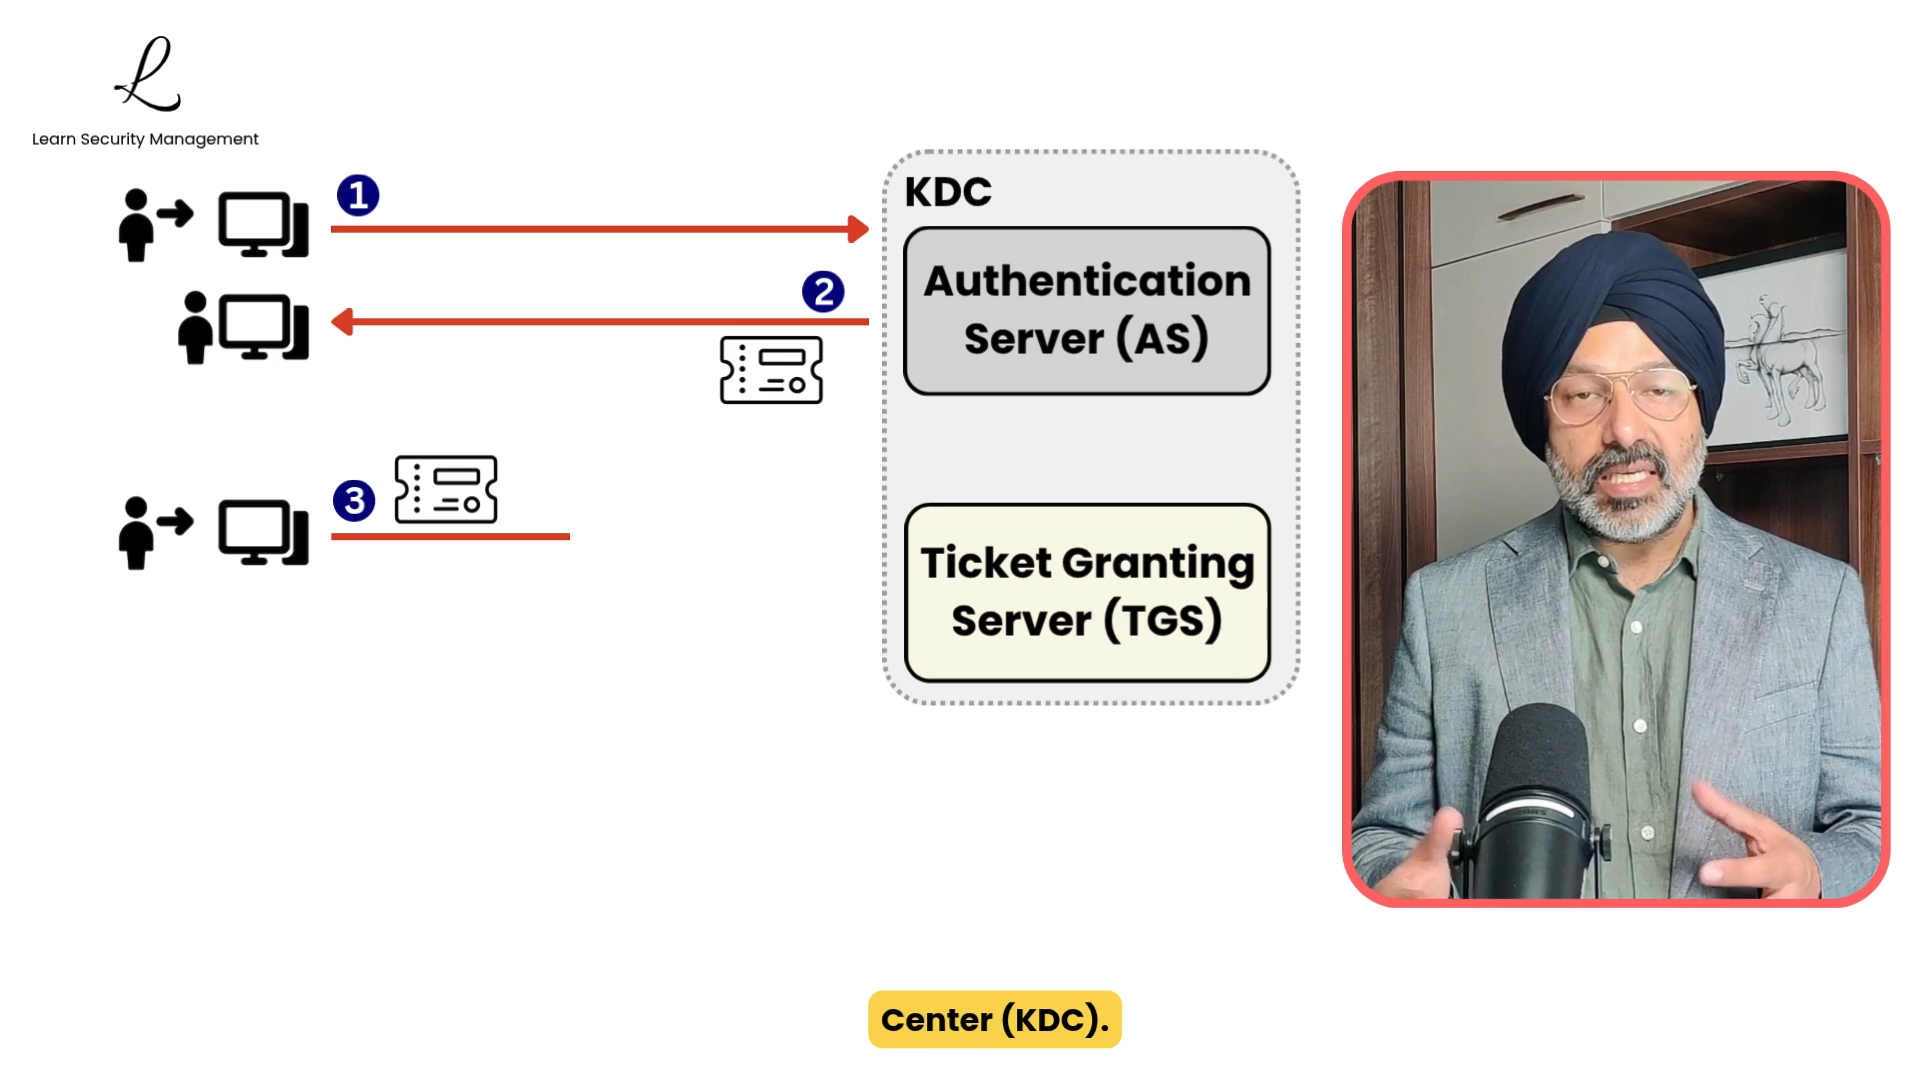 L
Learn Security Management
1
KDC
Authentication
Server (AS)
2
3
Ticket Granting
Server (TGS)
Center (KDC).